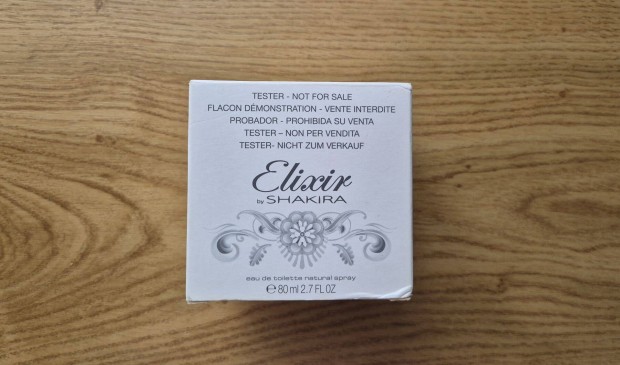 TESTER - NOT FOR SALE
FLACON DÉMONSTRATION - VENTE INTERDITE
PROBADOR - PROHIBIDA SU VENTA
TESTER – NON PER VENDITA
TESTER- NICHT ZUM VERKAUF
Elixir
by SHAKIRA
eau de toilette natural spray
℮ 80 ml 2.7 FL OZ